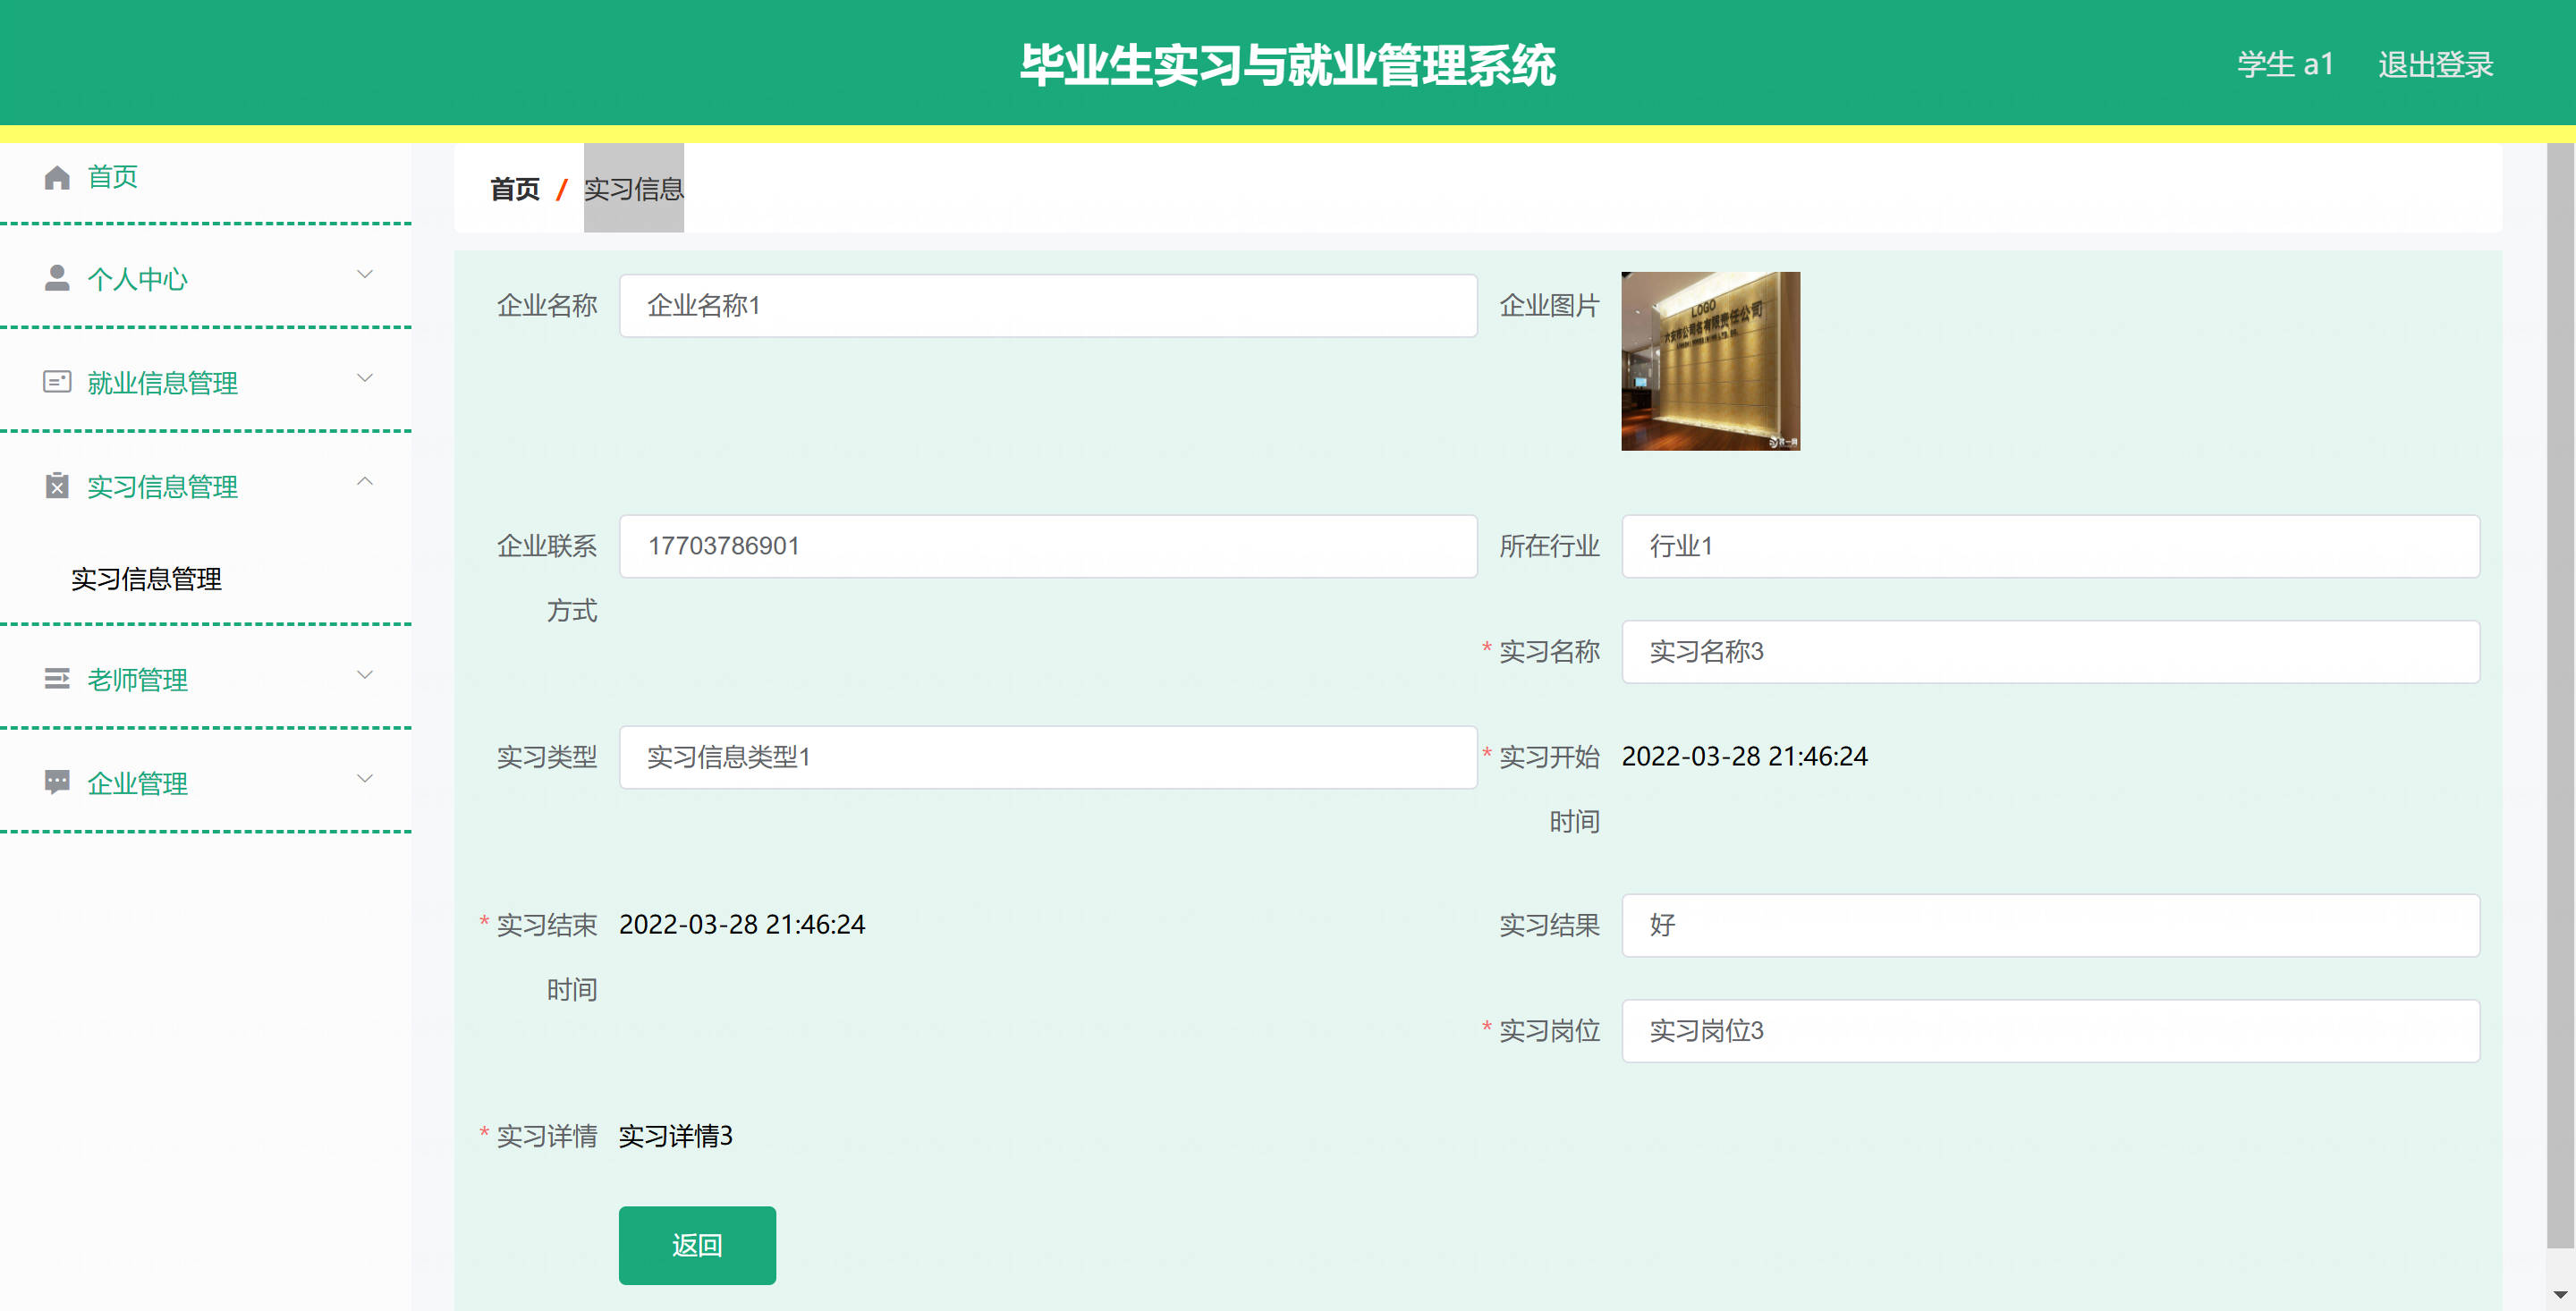 毕业生实习与就业管理系统
学生 a1
退出登录
首页
个人中心
就业信息管理
实习信息管理
实习信息管理
老师管理
企业管理
首页 / 实习信息
企业名称 企业名称1
企业图片
LOGO
企业联系方式 17703786901
所在行业 行业1
* 实习名称 实习名称3
实习类型 实习信息类型1
* 实习开始时间 2022-03-28 21:46:24
* 实习结束时间 2022-03-28 21:46:24
实习结果 好
* 实习岗位 实习岗位3
* 实习详情 实习详情3
返回